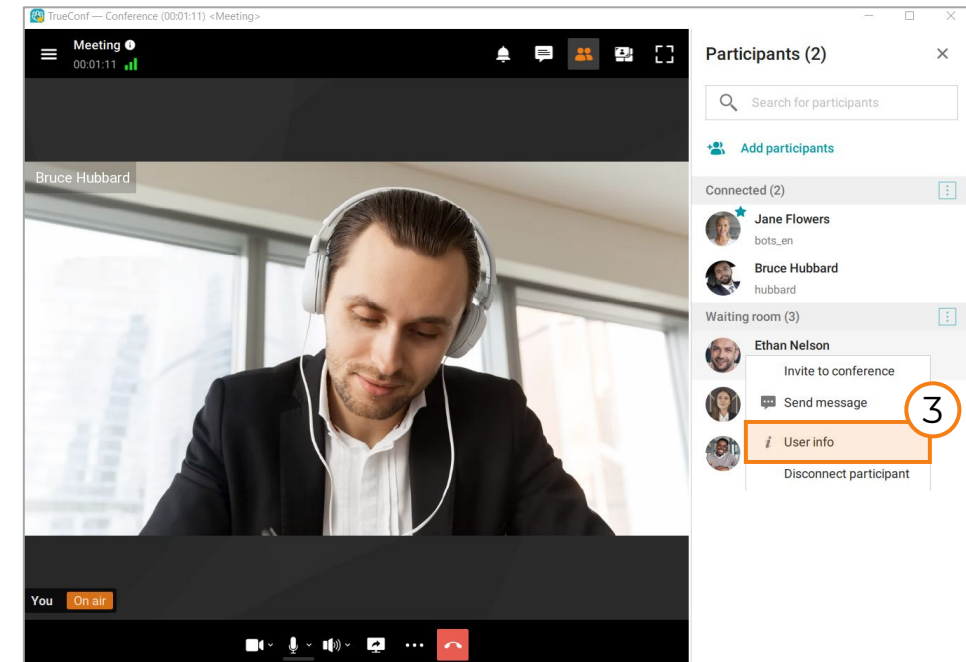 TrueConf — Conference (00:01:11) <Meeting>
Meeting
00:01:11
Participants (2)
Search for participants
Add participants
Bruce Hubbard
Connected (2)
Jane Flowers
bots_en
Bruce Hubbard
hubbard
Waiting room (3)
Ethan Nelson
Invite to conference
Send message
3
User info
Disconnect participant
You On air